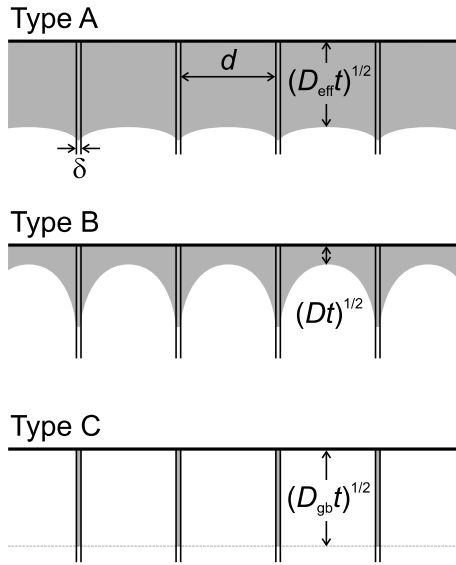 Type A
d
(D_eff t)^1/2
δ
Type B
(Dt)^1/2
Type C
(D_gb t)^1/2